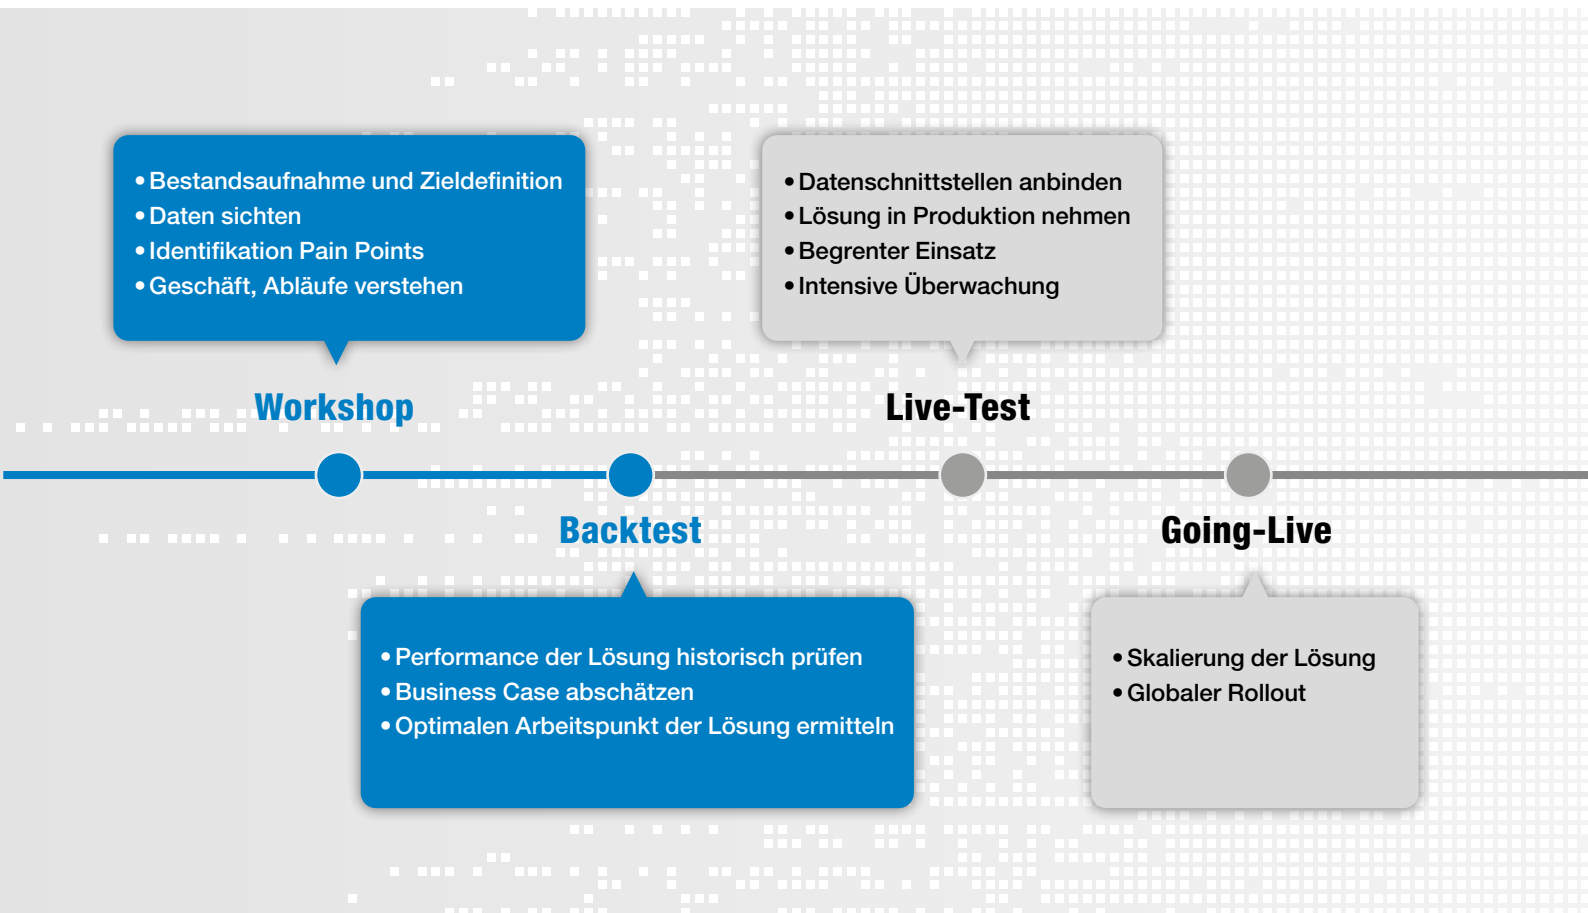 • Bestandsaufnahme und Zieldefinition
• Daten sichten
• Identifikation Pain Points
• Geschäft, Abläufe verstehen
Workshop
Backtest
• Performance der Lösung historisch prüfen
• Business Case abschätzen
• Optimalen Arbeitspunkt der Lösung ermitteln
• Datenschnittstellen anbinden
• Lösung in Produktion nehmen
• Begrenter Einsatz
• Intensive Überwachung
Live-Test
Going-Live
• Skalierung der Lösung
• Globaler Rollout